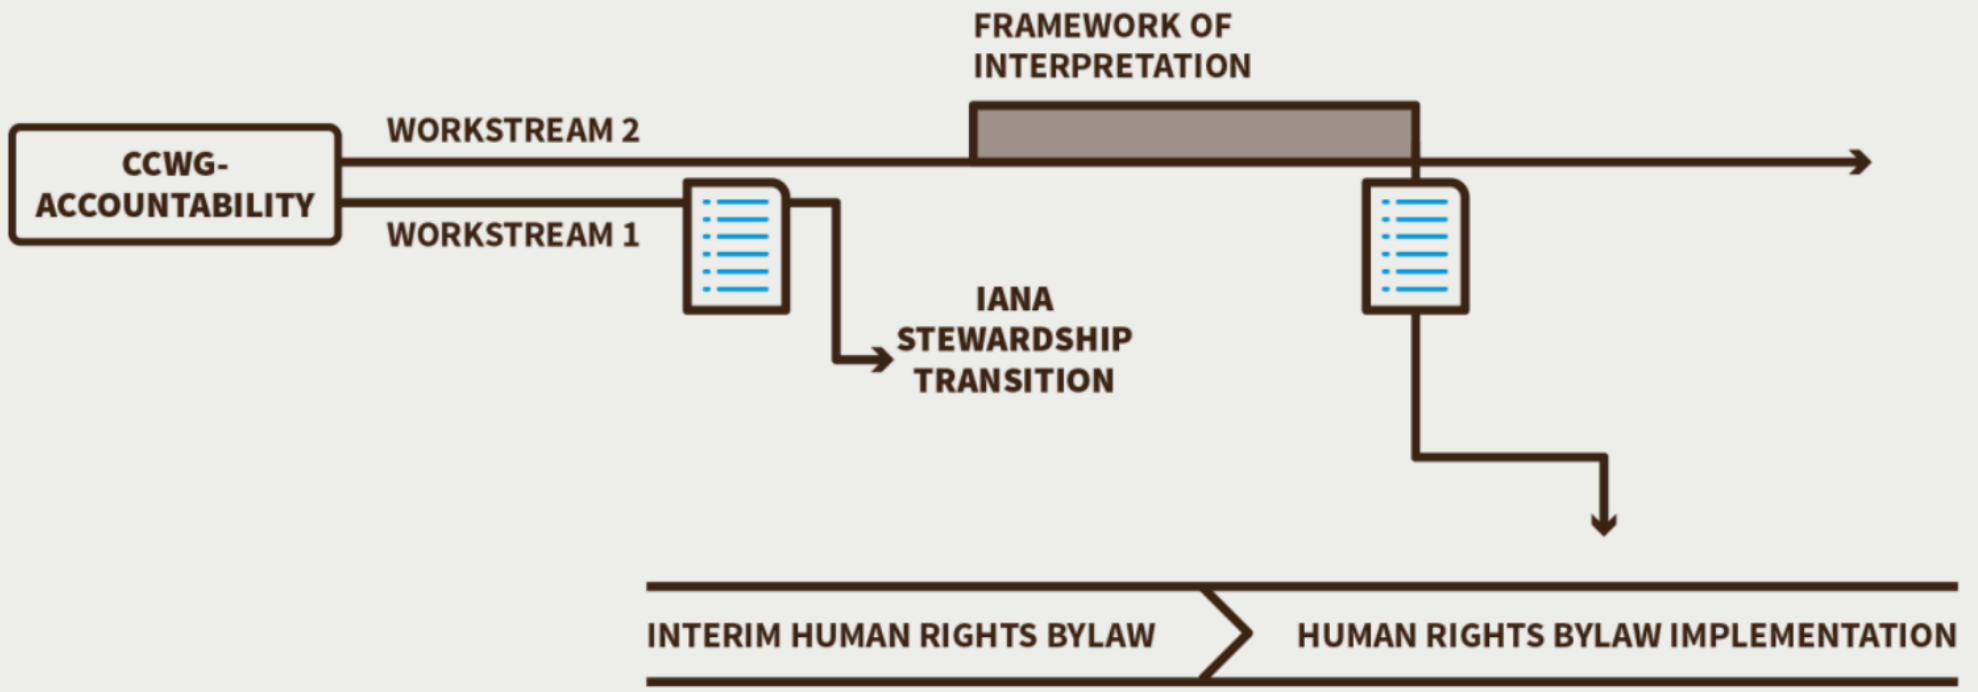 FRAMEWORK OF
INTERPRETATION
WORKSTREAM 2
CCWG-
ACCOUNTABILITY
WORKSTREAM 1
IANA
STEWARDSHIP
TRANSITION
INTERIM HUMAN RIGHTS BYLAW
HUMAN RIGHTS BYLAW IMPLEMENTATION